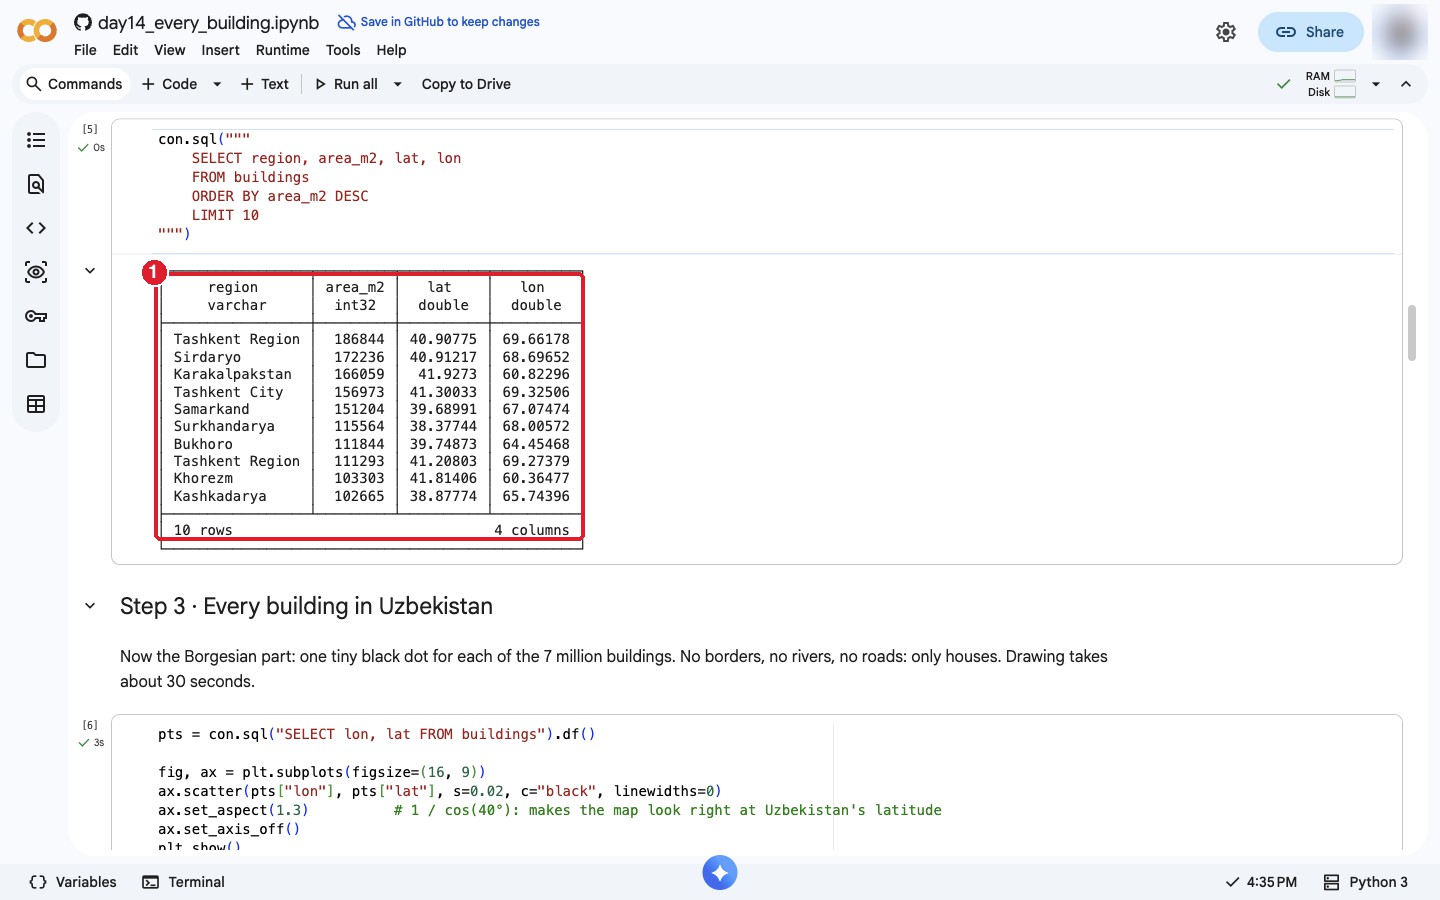 day14_every_building.ipynb
Save in GitHub to keep changes
File Edit View Insert Runtime Tools Help
Share
Commands + Code + Text Run all Copy to Drive
RAM
Disk
[5]
0s
con.sql("""
SELECT region, area_m2, lat, lon
FROM buildings
ORDER BY area_m2 DESC
LIMIT 10
""")
1
region area_m2 lat lon
varchar int32 double double
Tashkent Region 186844 40.90775 69.66178
Sirdaryo 172236 40.91217 68.69652
Karakalpakstan 166059 41.9273 60.82296
Tashkent City 156973 41.30033 69.32506
Samarkand 151204 39.68991 67.07474
Surkhandarya 115564 38.37744 68.00572
Bukhoro 111844 39.74873 64.45468
Tashkent Region 111293 41.20803 69.27379
Khorezm 103303 41.81406 60.36477
Kashkadarya 102665 38.87774 65.74396
10 rows 4 columns
Step 3 · Every building in Uzbekistan
Now the Borgesian part: one tiny black dot for each of the 7 million buildings. No borders, no rivers, no roads: only houses. Drawing takes
about 30 seconds.
[6]
3s
pts = con.sql("SELECT lon, lat FROM buildings").df()
fig, ax = plt.subplots(figsize=(16, 9))
ax.scatter(pts["lon"], pts["lat"], s=0.02, c="black", linewidths=0)
ax.set_aspect(1.3) # 1 / cos(40°): makes the map look right at Uzbekistan's latitude
ax.set_axis_off()
plt.show()
Variables Terminal
4:35 PM Python 3